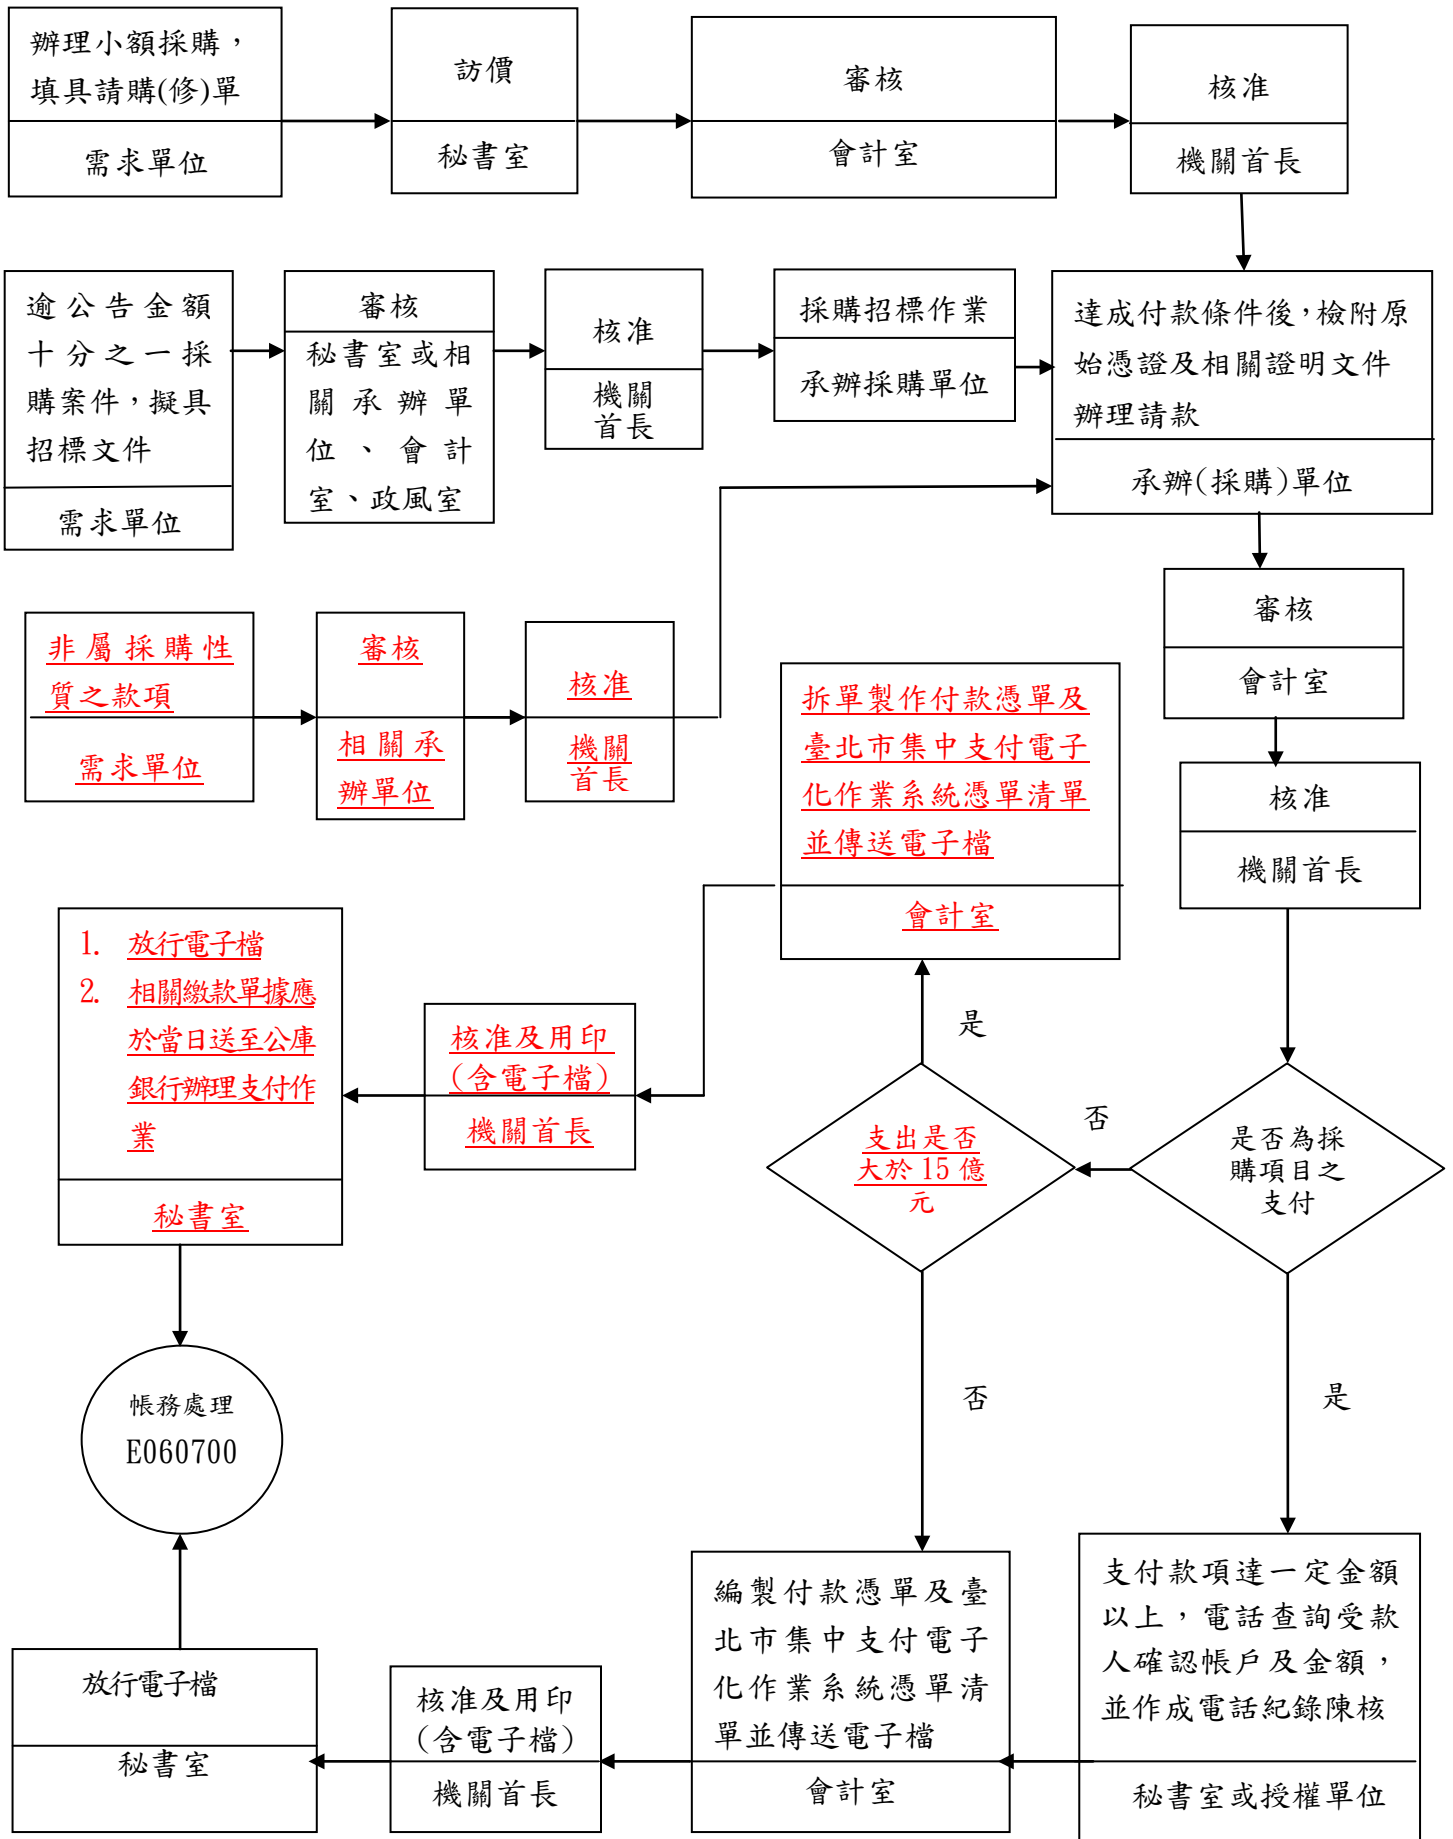 辦理小額採購，
填具請購(修)單
需求單位
訪價
秘書室
審核
會計室
核准
機關首長
逾公告金額
十分之一採
購案件，擬具
招標文件
需求單位
審核
秘書室或相
關承辦單
位、會計
室、政風室
核准
機關
首長
採購招標作業
承辦採購單位
達成付款條件後，檢附原
始憑證及相關證明文件
辦理請款
承辦(採購)單位
非屬採購性
質之款項
需求單位
審核
相關承
辦單位
核准
機關
首長
審核
會計室
核准
機關首長
拆單製作付款憑單及
臺北市集中支付電子
化作業系統憑單清單
並傳送電子檔
會計室
1. 放行電子檔
2. 相關繳款單據應
於當日送至公庫
銀行辦理支付作
業
秘書室
核准及用印
(含電子檔)
機關首長
是
支出是否
大於15億
元
否
是否為採
購項目之
支付
帳務處理
E060700
否
是
放行電子檔
秘書室
核准及用印
(含電子檔)
機關首長
編製付款憑單及臺
北市集中支付電子
化作業系統憑單清
單並傳送電子檔
會計室
支付款項達一定金額
以上，電話查詢受款
人確認帳戶及金額，
並作成電話紀錄陳核
秘書室或授權單位